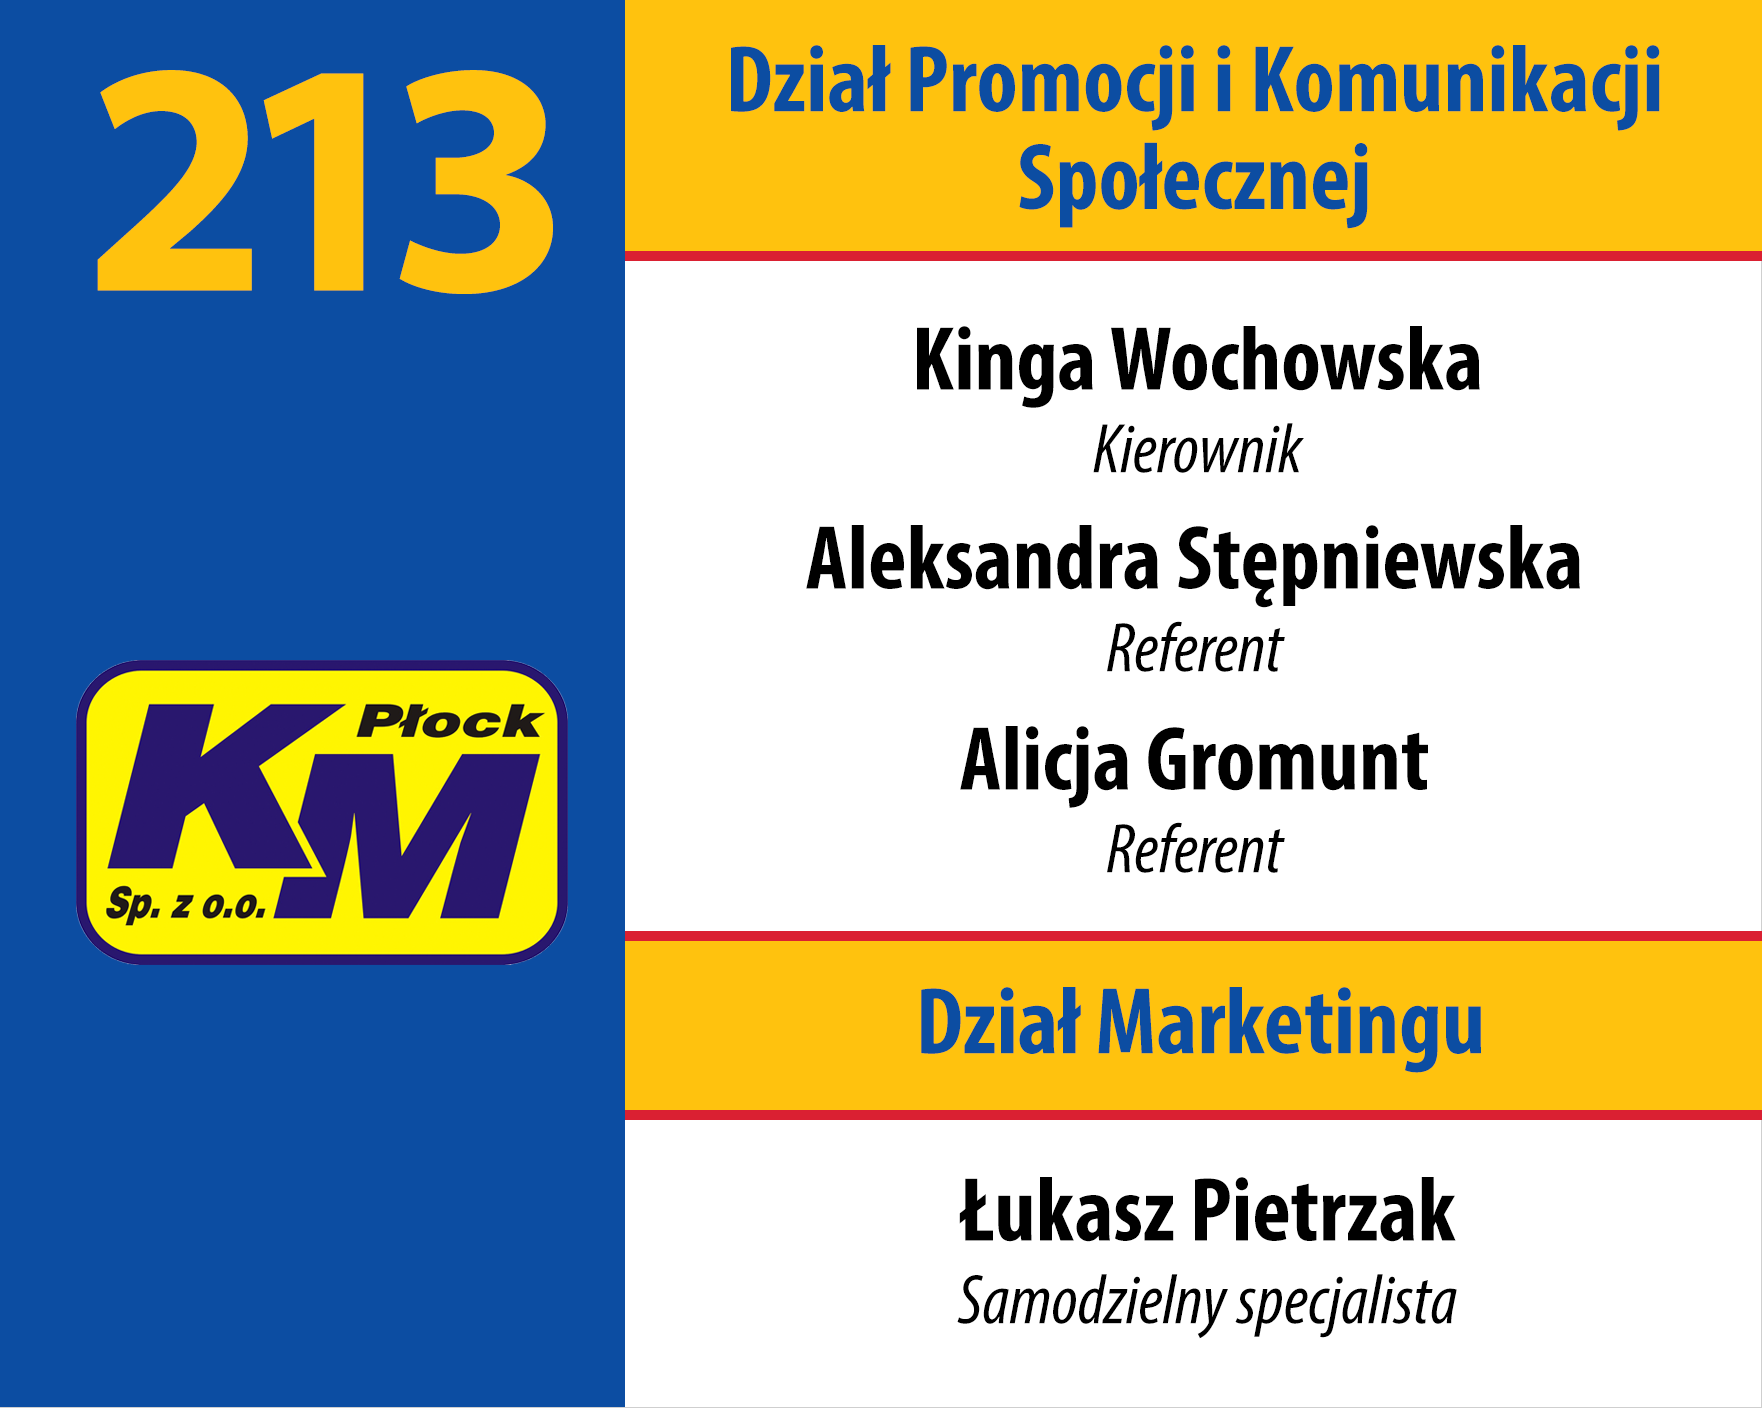 213
Płock
KM
Sp. z o.o.
Dział Promocji i Komunikacji
Społecznej
Kinga Wochowska
Kierownik
Aleksandra Stępniewska
Referent
Alicja Gromunt
Referent
Dział Marketingu
Łukasz Pietrzak
Samodzielny specjalista